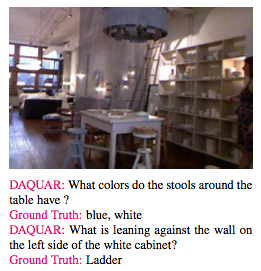 DAQUAR: What colors do the stools around the
table have ?
Ground Truth: blue, white
DAQUAR: What is leaning against the wall on
the left side of the white cabinet?
Ground Truth: Ladder